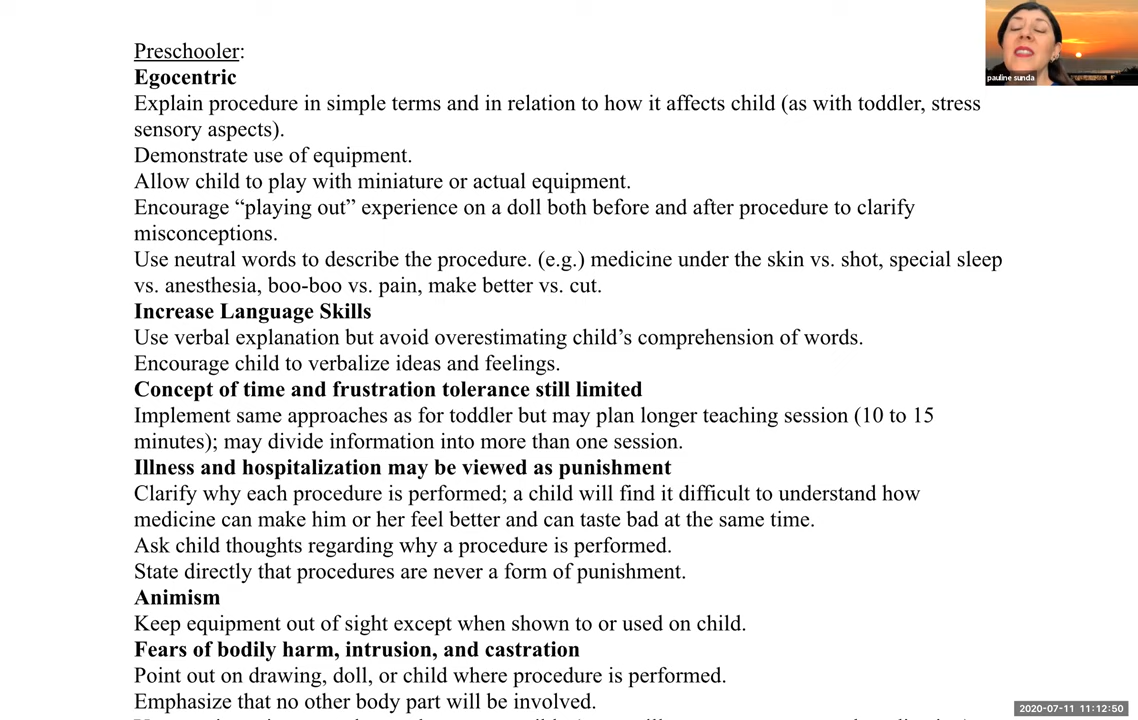 Preschooler:
Egocentric
Explain procedure in simple terms and in relation to how it affects child (as with toddler, stress
sensory aspects).
Demonstrate use of equipment.
Allow child to play with miniature or actual equipment.
Encourage “playing out” experience on a doll both before and after procedure to clarify
misconceptions.
Use neutral words to describe the procedure. (e.g.) medicine under the skin vs. shot, special sleep
vs. anesthesia, boo-boo vs. pain, make better vs. cut.
Increase Language Skills
Use verbal explanation but avoid overestimating child’s comprehension of words.
Encourage child to verbalize ideas and feelings.
Concept of time and frustration tolerance still limited
Implement same approaches as for toddler but may plan longer teaching session (10 to 15
minutes); may divide information into more than one session.
Illness and hospitalization may be viewed as punishment
Clarify why each procedure is performed; a child will find it difficult to understand how
medicine can make him or her feel better and can taste bad at the same time.
Ask child thoughts regarding why a procedure is performed.
State directly that procedures are never a form of punishment.
Animism
Keep equipment out of sight except when shown to or used on child.
Fears of bodily harm, intrusion, and castration
Point out on drawing, doll, or child where procedure is performed.
Emphasize that no other body part will be involved.
pauline sunda
2020-07-11 11:12:50